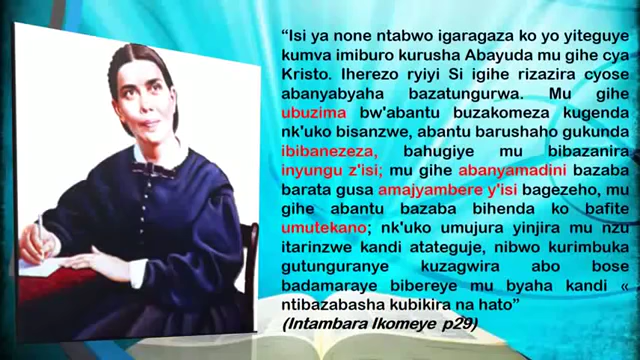 “Isi ya none ntabwo igaragaza ko yo yiteguye
kumva imiburo kurusha Abayuda mu gihe cya
Kristo. Iherezo ryiyi Si igihe rizazira cyose
abanyabyaha bazatungurwa. Mu gihe
ubuzima bw'abantu buzakomeza kugenda
nk'uko bisanzwe, abantu barushaho gukunda
ibibanezeza, bahugiye mu bibazanira
inyungu z'isi; mu gihe abanyamadini bazaba
barata gusa amajyambere y'isi bagezeho, mu
gihe abantu bazaba bihenda ko bafite
umutekano; nk'uko umujura yinjira mu nzu
itarinzwe kandi atateguje, nibwo kurimbuka
gutunguranye kuzagwira abo bose
badamaraye bibereye mu byaha kandi «
ntibazabasha kubikira na hato”
(Intambara Ikomeye p29)